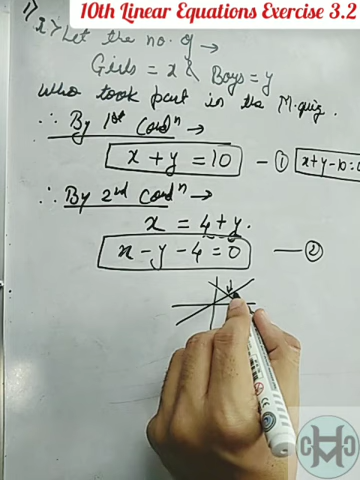 10th Linear Equations Exercise 3.2
1) i> Let the no. of →
Girls = x & Boys = y
who took part in the M.quiz.
∴ By 1st Condn →
x + y = 10 — ① x+y-10=0
∴ By 2nd Condn →
x = 4 + y.
x - y - 4 = 0 — ②